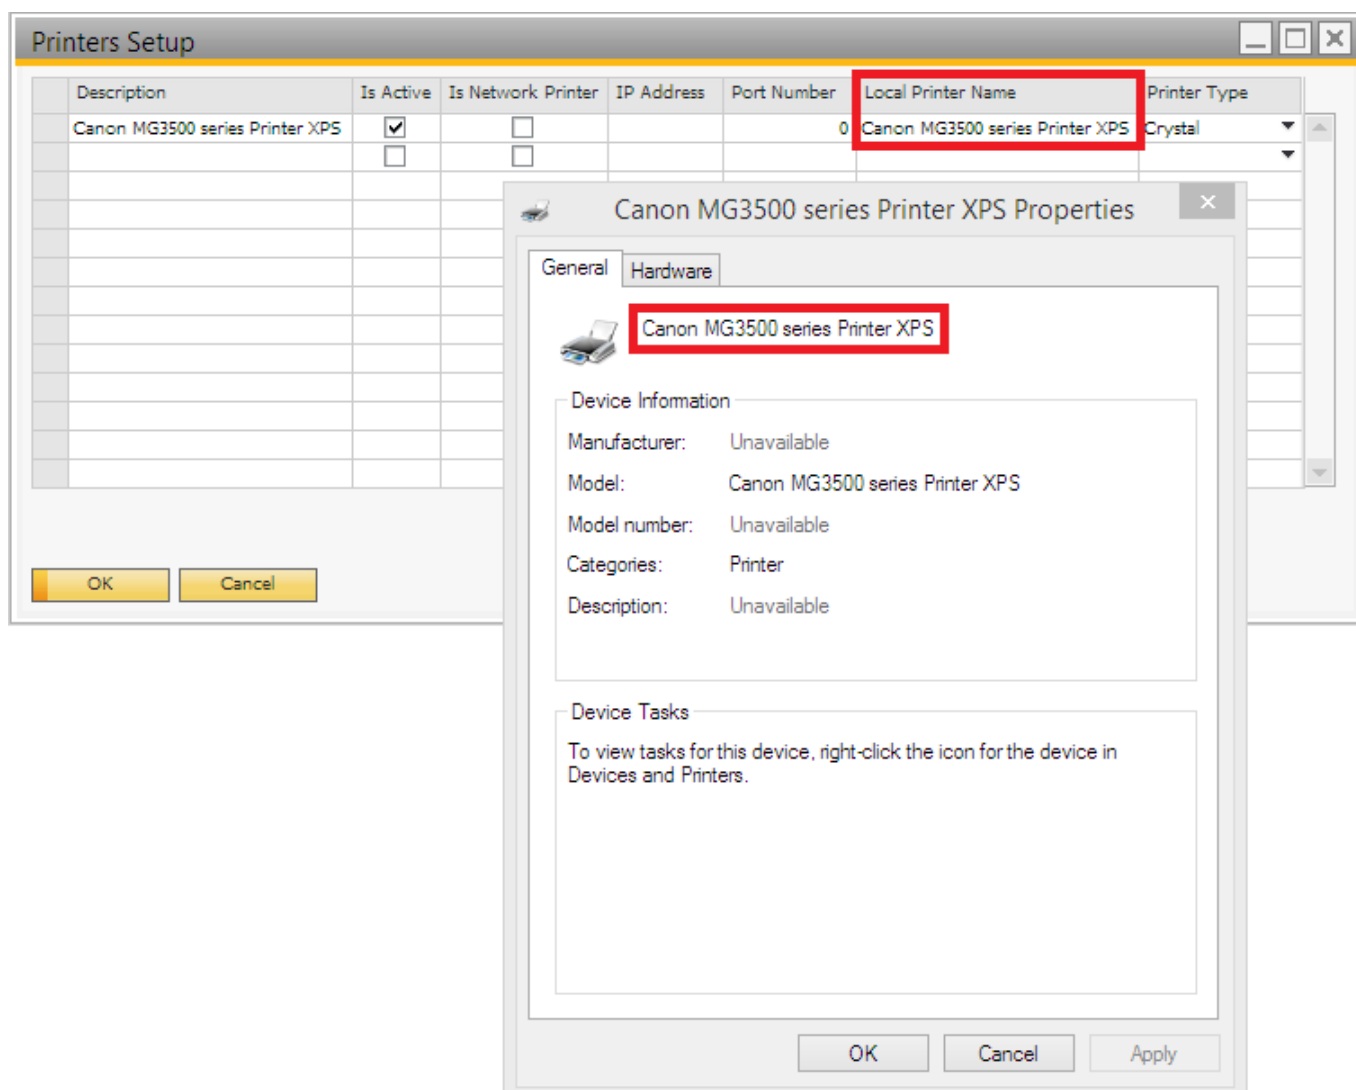 Printers Setup
Description Is Active Is Network Printer IP Address Port Number Local Printer Name Printer Type
Canon MG3500 series Printer XPS 0 Canon MG3500 series Printer XPS Crystal
Canon MG3500 series Printer XPS Properties
General Hardware
Canon MG3500 series Printer XPS
Device Information
Manufacturer: Unavailable
Model: Canon MG3500 series Printer XPS
Model number: Unavailable
Categories: Printer
Description: Unavailable
OK Cancel
Device Tasks
To view tasks for this device, right-click the icon for the device in
Devices and Printers.
OK Cancel Apply